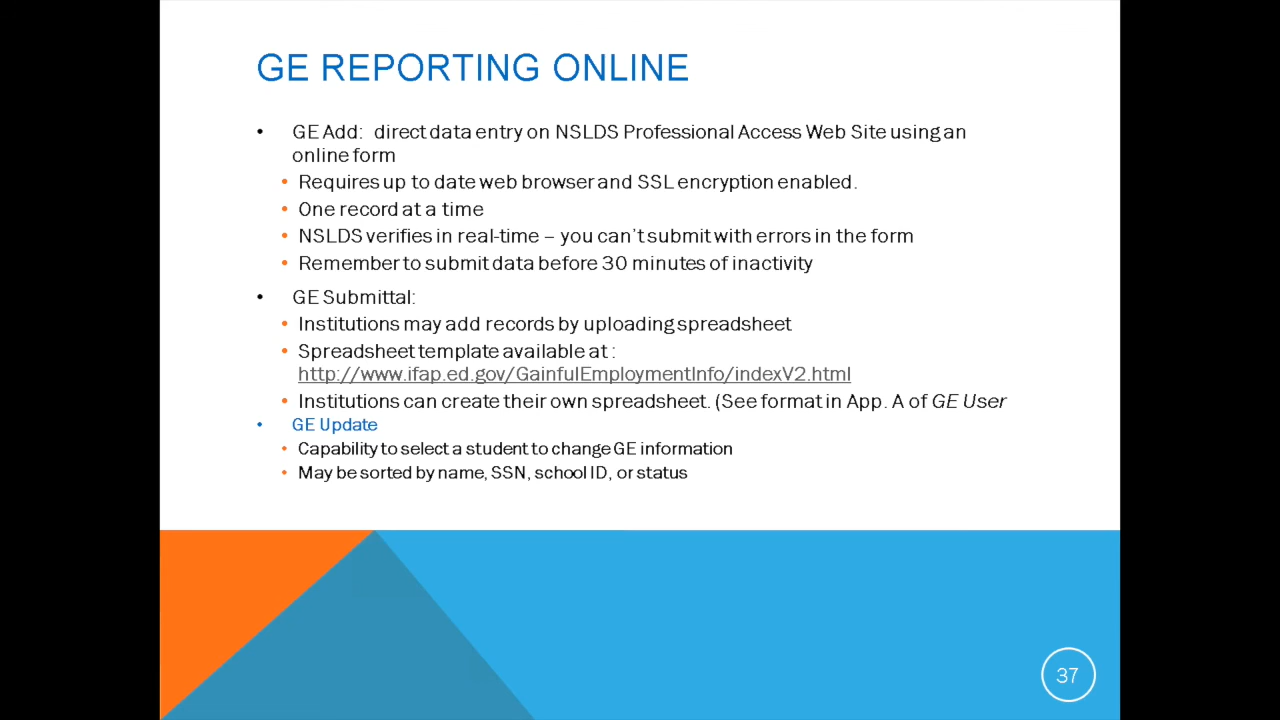 GE REPORTING ONLINE
• GE Add: direct data entry on NSLDS Professional Access Web Site using an
online form
• Requires up to date web browser and SSL encryption enabled.
• One record at a time
• NSLDS verifies in real-time – you can't submit with errors in the form
• Remember to submit data before 30 minutes of inactivity
• GE Submittal:
• Institutions may add records by uploading spreadsheet
• Spreadsheet template available at :
http://www.ifap.ed.gov/GainfulEmploymentInfo/indexV2.html
• Institutions can create their own spreadsheet. (See format in App. A of GE User
• GE Update
• Capability to select a student to change GE information
• May be sorted by name, SSN, school ID, or status
37